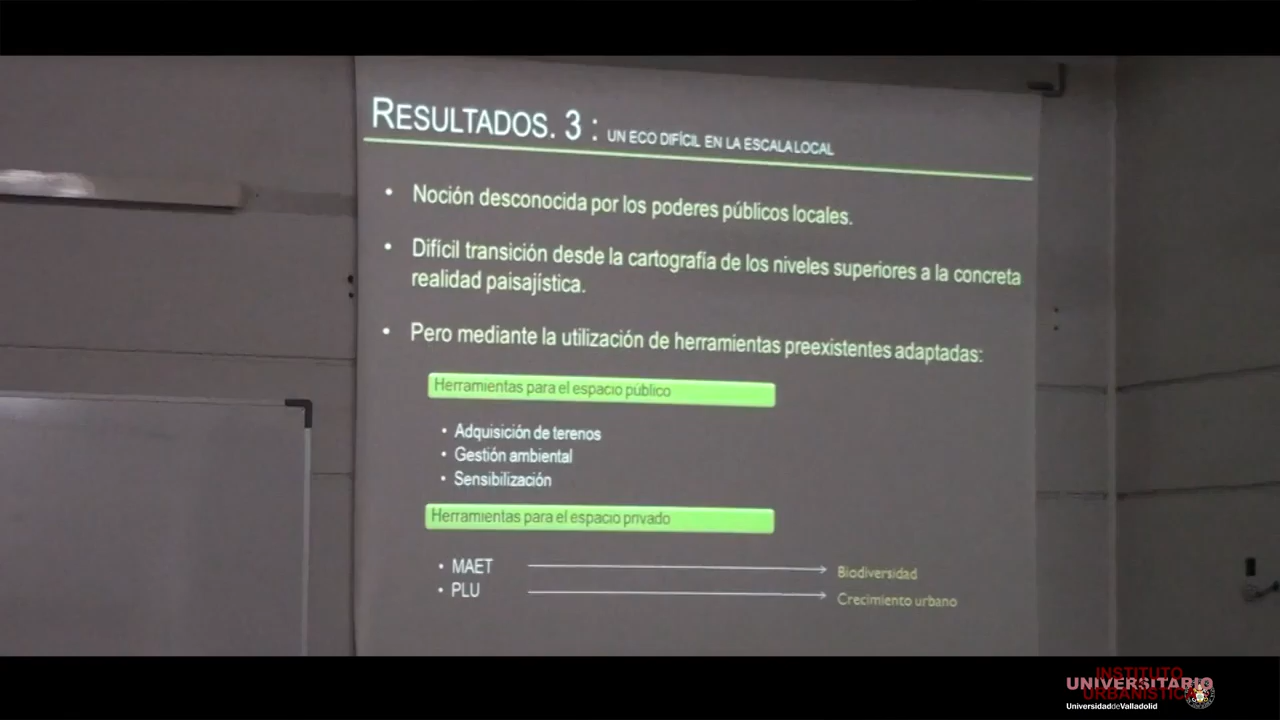 RESULTADOS. 3 : UN ECO DIFÍCIL EN LA ESCALA LOCAL
• Noción desconocida por los poderes públicos locales.
• Difícil transición desde la cartografía de los niveles superiores a la concreta
realidad paisajística.
• Pero mediante la utilización de herramientas preexistentes adaptadas:
Herramientas para el espacio público
• Adquisición de terenos
• Gestión ambiental
• Sensibilización
Herramientas para el espacio privado
• MAET Biodiversidad
• PLU Crecimiento urbano
INSTITUTO
UNIVERSITARIO
URBANÍSTICA
UniversidaddeValladolid